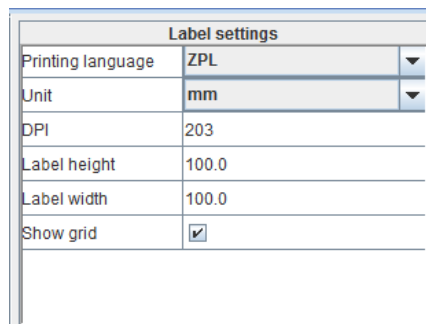 Label settings
Printing language ZPL
Unit mm
DPI 203
Label height 100.0
Label width 100.0
Show grid